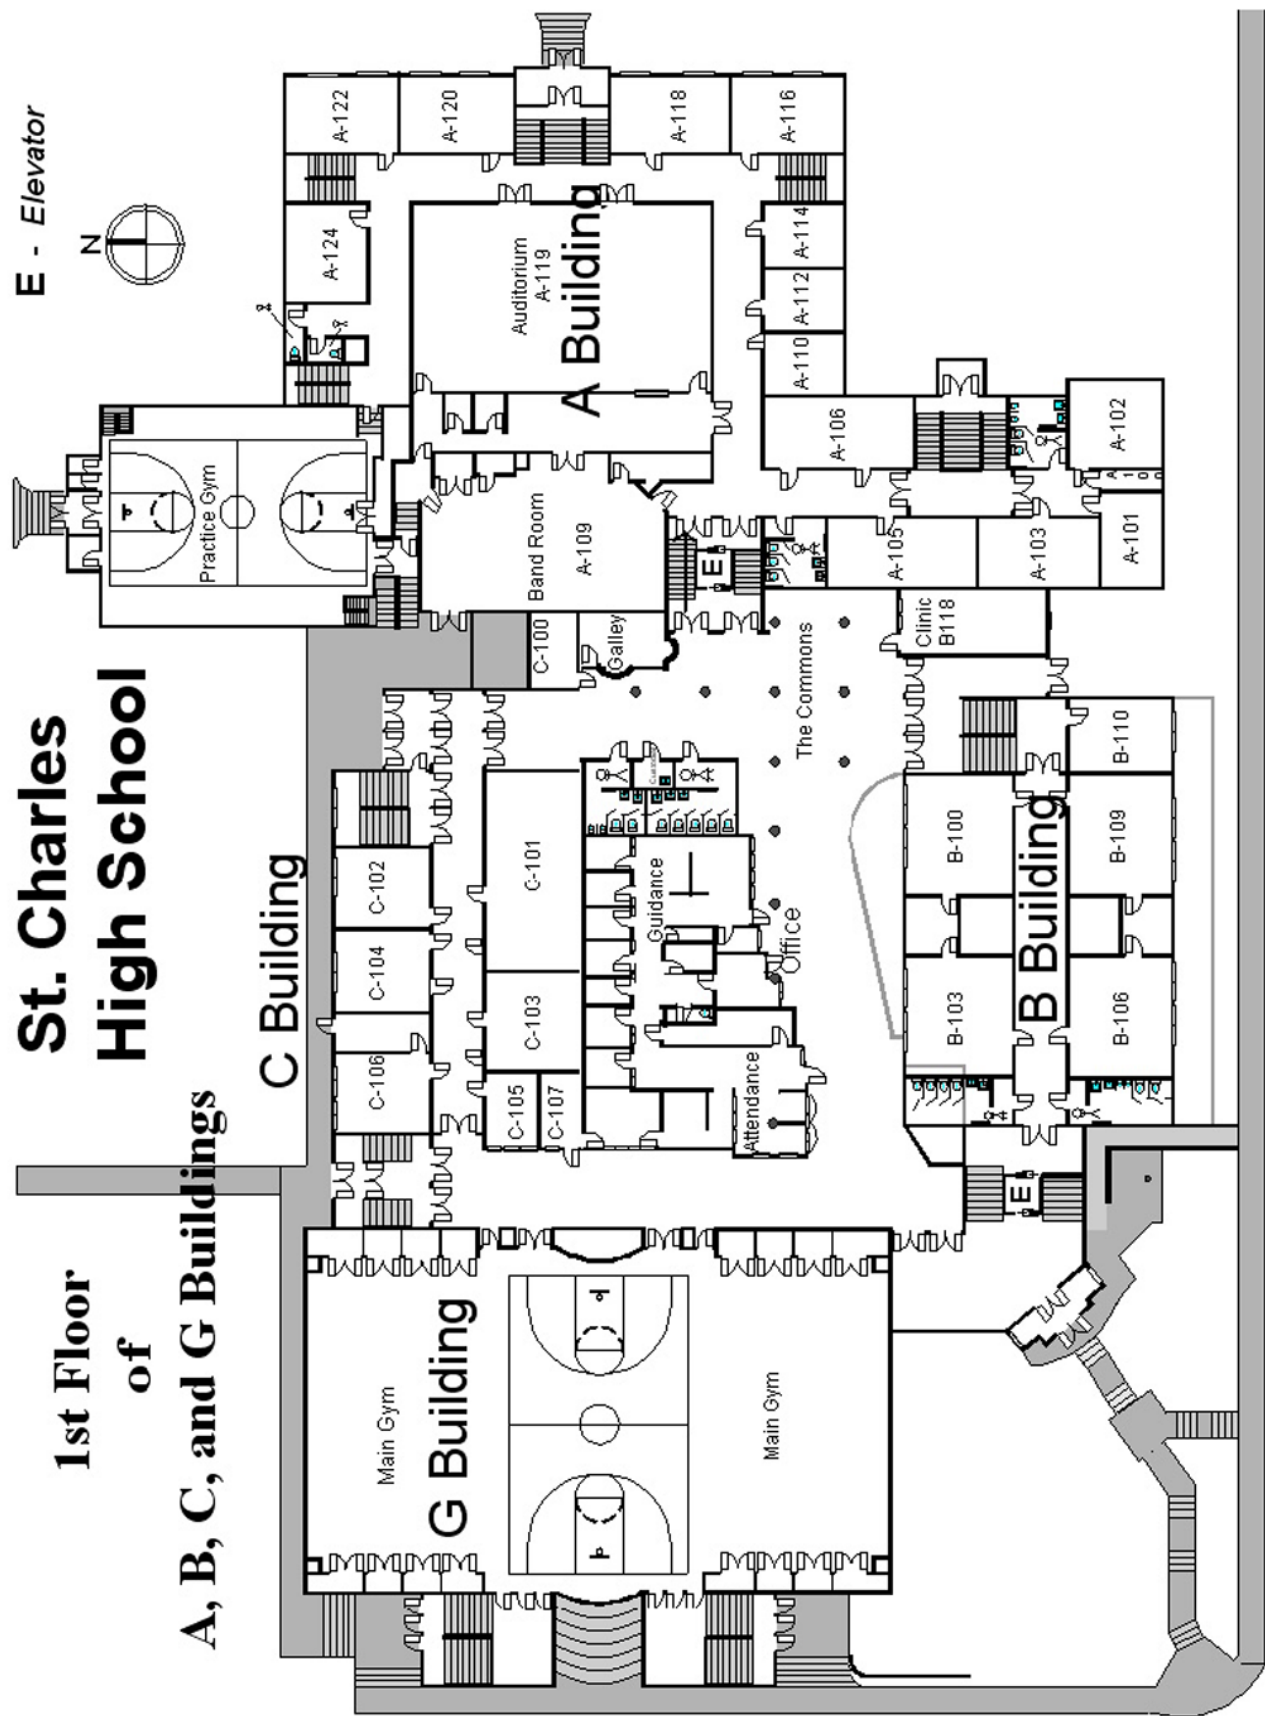 St. Charles
High School
1st Floor
of
A, B, C, and G Buildings
E - Elevator
N
C Building
A Building
B Building
G Building
Practice Gym
A-122
A-120
A-118
A-116
A-124
Auditorium
A-119
A-114
A-112
A-110
A-106
A-102
A-101
A-103
A-105
Band Room
A-109
E
C-100
Galley
Clinic
B118
The Commons
C-101
C-102
C-104
C-106
C-103
C-105
C-107
Guidance
Office
Attendance
B-110
B-100
B-109
B-103
B-106
E
Main Gym
Main Gym